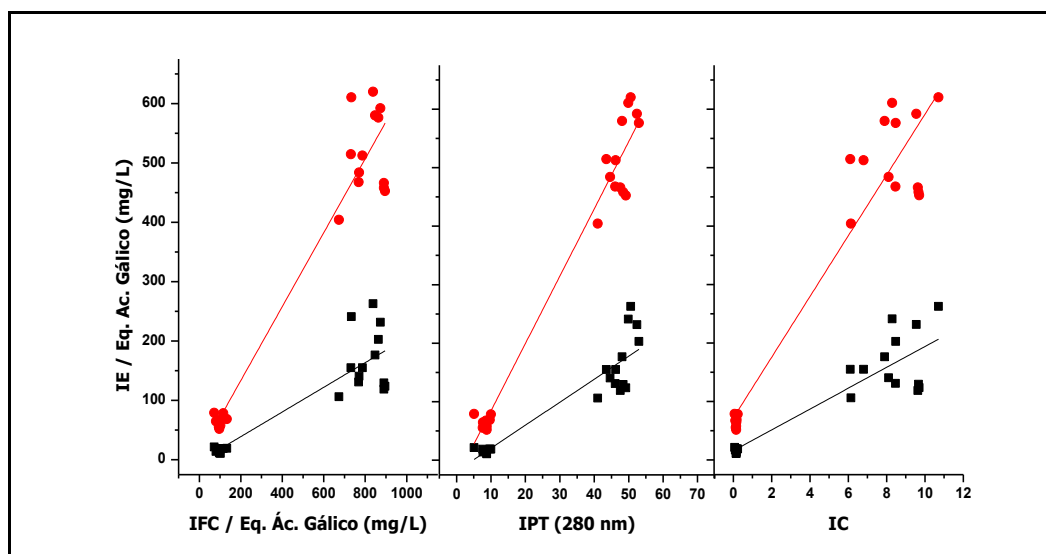 IE / Eq. Ac. Gálico (mg/L)
600
500
400
300
200
100
0
0 200 400 600 800 1000
0 10 20 30 40 50 60 70
0 2 4 6 8 10 12
IFC / Eq. Ác. Gálico (mg/L)
IPT (280 nm)
IC